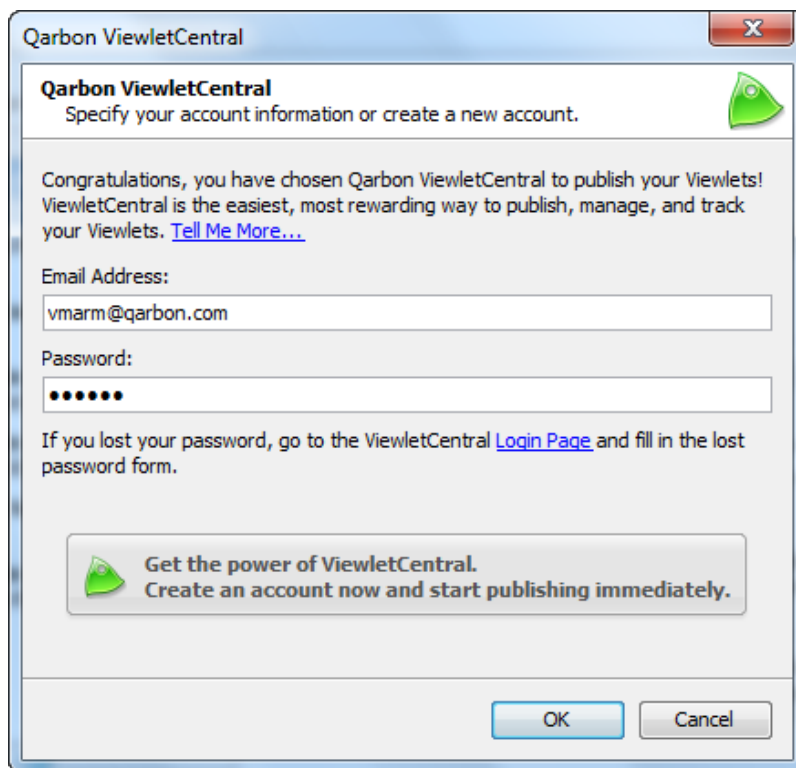 Qarbon ViewletCentral
Qarbon ViewletCentral
Specify your account information or create a new account.
Congratulations, you have chosen Qarbon ViewletCentral to publish your Viewlets!
ViewletCentral is the easiest, most rewarding way to publish, manage, and track
your Viewlets. Tell Me More...
Email Address:
vmarm@qarbon.com
Password:
••••••
If you lost your password, go to the ViewletCentral Login Page and fill in the lost
password form.
Get the power of ViewletCentral.
Create an account now and start publishing immediately.
OK Cancel